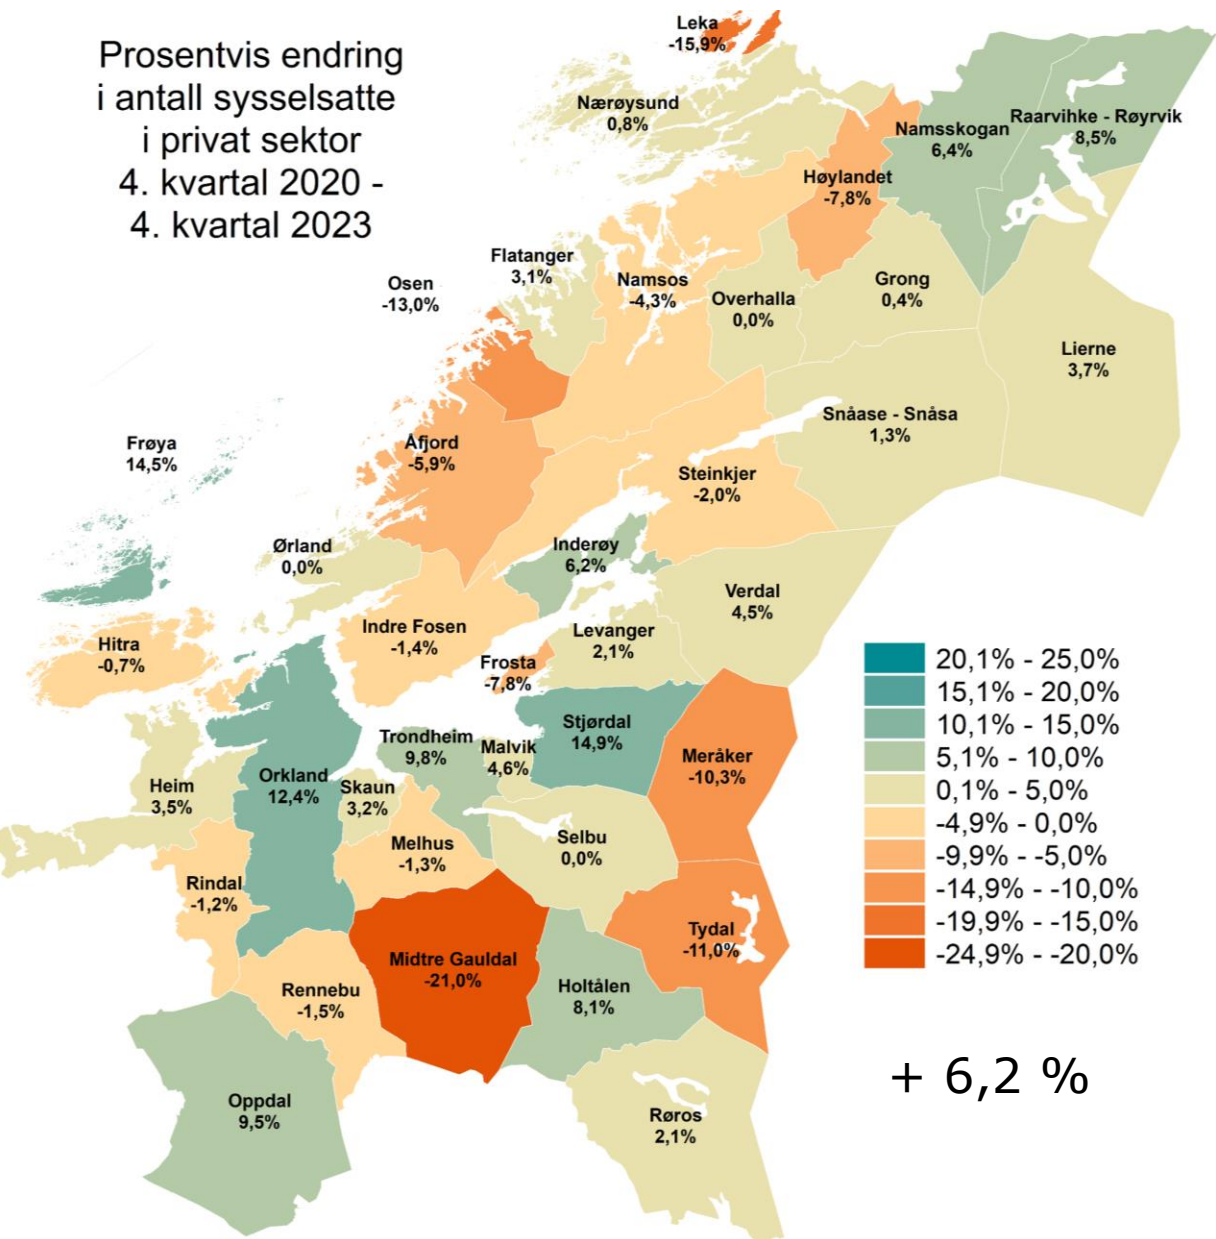 Prosentvis endring
i antall sysselsatte
i privat sektor
4. kvartal 2020 -
4. kvartal 2023
Leka
-15,9%
Nærøysund
0,8%
Namsskogan
6,4%
Raarvihke - Røyrvik
8,5%
Høylandet
-7,8%
Flatanger
3,1%
Osen
-13,0%
Namsos
-4,3%
Overhalla
0,0%
Grong
0,4%
Lierne
3,7%
Snåase - Snåsa
1,3%
Frøya
14,5%
Åfjord
-5,9%
Steinkjer
-2,0%
Ørland
0,0%
Inderøy
6,2%
Verdal
4,5%
Hitra
-0,7%
Indre Fosen
-1,4%
Levanger
2,1%
Frosta
-7,8%
Stjørdal
14,9%
Trondheim
9,8%
Malvik
4,6%
Meråker
-10,3%
Heim
3,5%
Orkland
12,4%
Skaun
3,2%
Melhus
-1,3%
Selbu
0,0%
Rindal
-1,2%
Tydal
-11,0%
Midtre Gauldal
-21,0%
Holtålen
8,1%
Rennebu
-1,5%
Oppdal
9,5%
Røros
2,1%
20,1% - 25,0%
15,1% - 20,0%
10,1% - 15,0%
5,1% - 10,0%
0,1% - 5,0%
-4,9% - 0,0%
-9,9% - -5,0%
-14,9% - -10,0%
-19,9% - -15,0%
-24,9% - -20,0%
+ 6,2 %